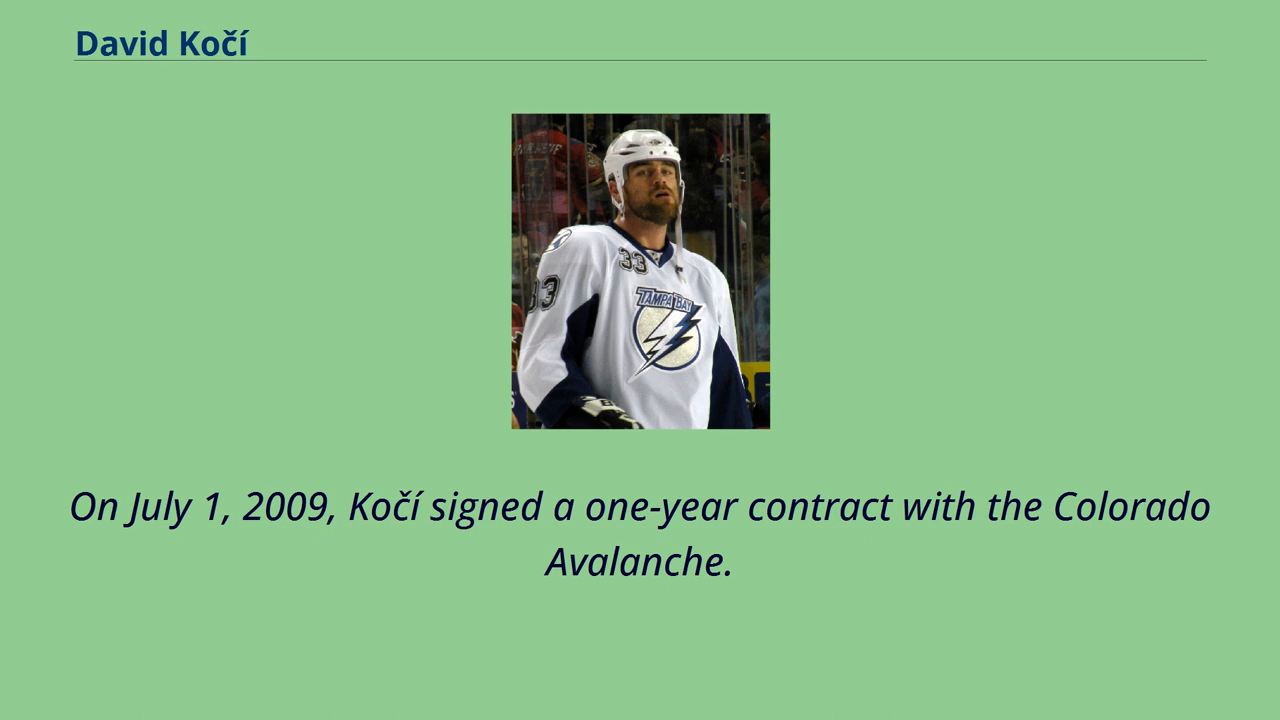 David Kočí
33
33
TAMPA BAY
On July 1, 2009, Kočí signed a one-year contract with the Colorado
Avalanche.